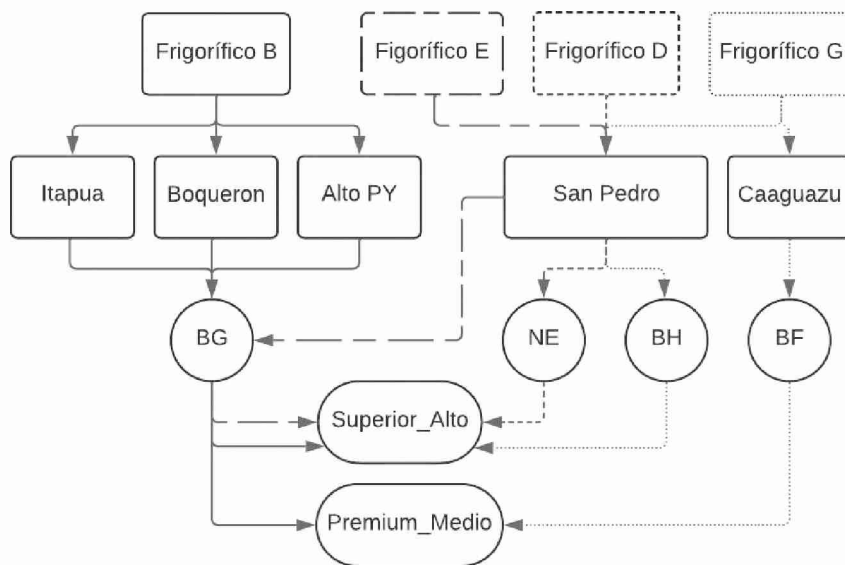 Frigorífico B
Figorífico E
Frigorífico D
Frigorífico G
Itapua
Boqueron
Alto PY
San Pedro
Caaguazu
BG
NE
BH
BF
Superior_Alto
Premium_Medio